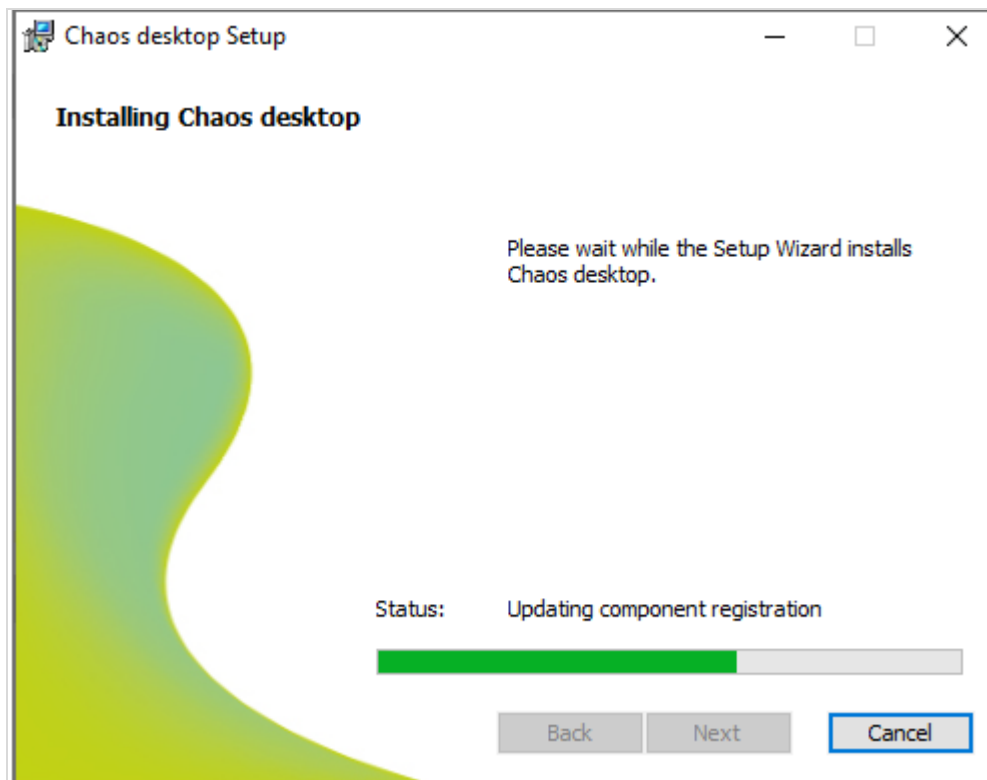 Chaos desktop Setup
Installing Chaos desktop
Please wait while the Setup Wizard installs
Chaos desktop.
Status: Updating component registration
Back Next Cancel